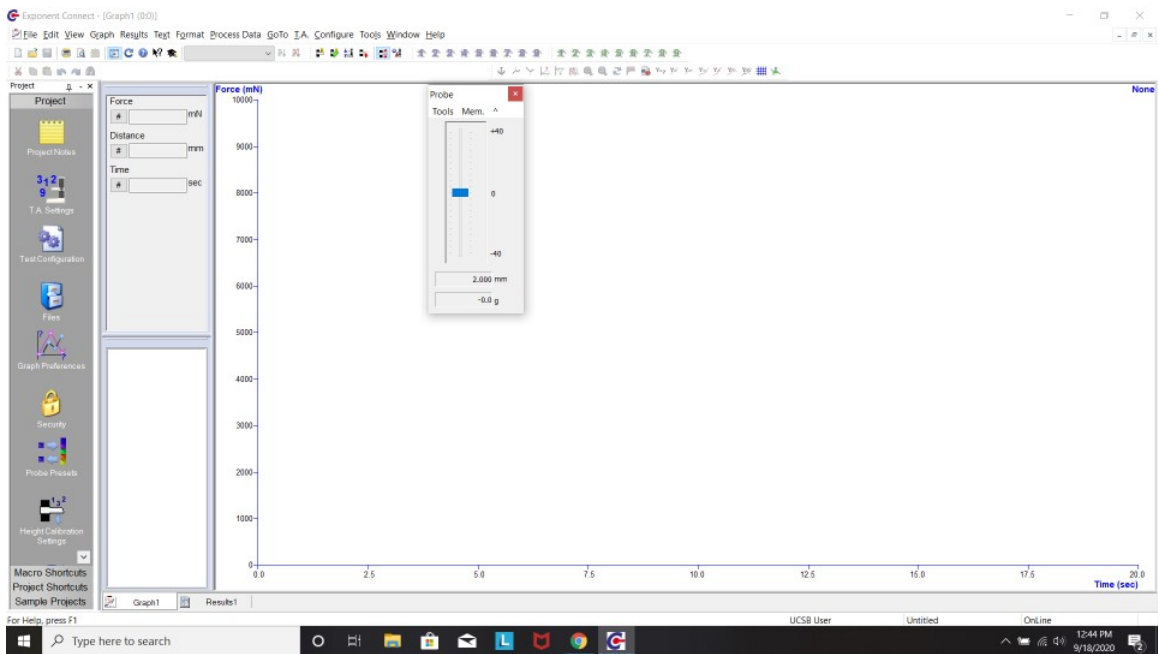 Exponent Connect - [Graph1 (0:0)]
File Edit View Graph Results Text Format Process Data GoTo T.A. Configure Tools Window Help
Project
Project
Project Notes
T.A. Settings
Test Configuration
Files
Graph Preferences
Security
Probe Presets
Height Calibration
Settings
Macro Shortcuts
Project Shortcuts
Sample Projects
Force
# mN
Distance
# mm
Time
# sec
Force (mN)
10000
9000
8000
7000
6000
5000
4000
3000
2000
1000
0
0.0 2.5 5.0 7.5 10.0 12.5 15.0 17.5 20.0
Time (sec)
None
Probe
Tools Mem. ^
+40
0
-40
2.000 mm
-0.0 g
Graph1 Results1
For Help, press F1
UCSB User Untitled OnLine
Type here to search
12:44 PM
9/18/2020